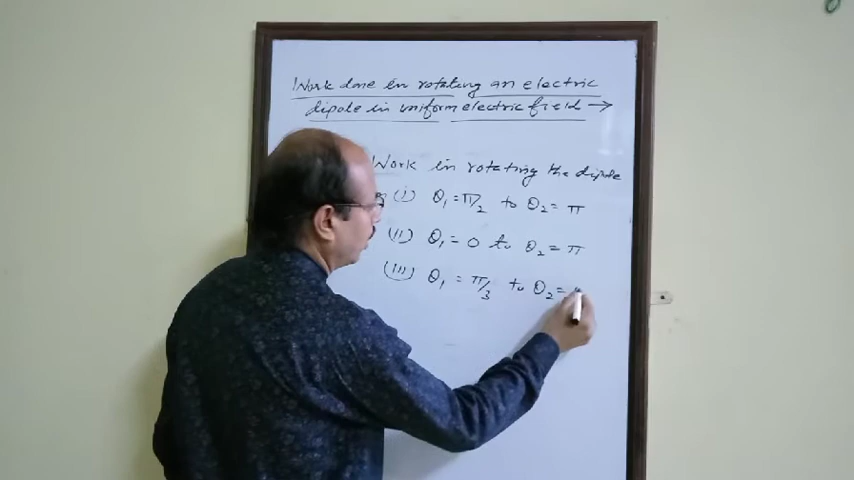 Work done in rotating an electric
dipole in uniform electric field →
Work in rotating the dipole
(i) θ₁ = π/2 to θ₂ = π
(II) θ₁ = 0 to θ₂ = π
(III) θ₁ = π/3 to θ₂ =